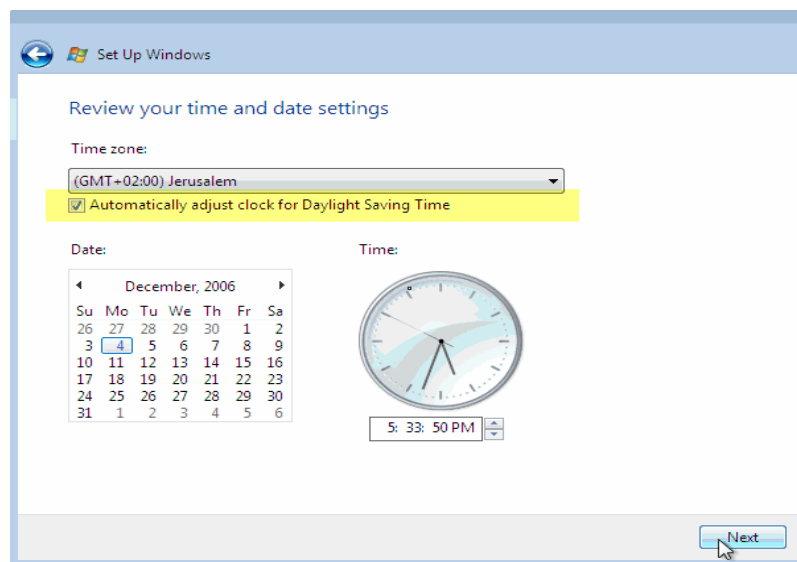 Set Up Windows
Review your time and date settings
Time zone:
(GMT+02:00) Jerusalem
Automatically adjust clock for Daylight Saving Time
Date:
Time:
December, 2006
Su Mo Tu We Th Fr Sa
26 27 28 29 30 1 2
3 4 5 6 7 8 9
10 11 12 13 14 15 16
17 18 19 20 21 22 23
24 25 26 27 28 29 30
31 1 2 3 4 5 6
5: 33: 50 PM
Next